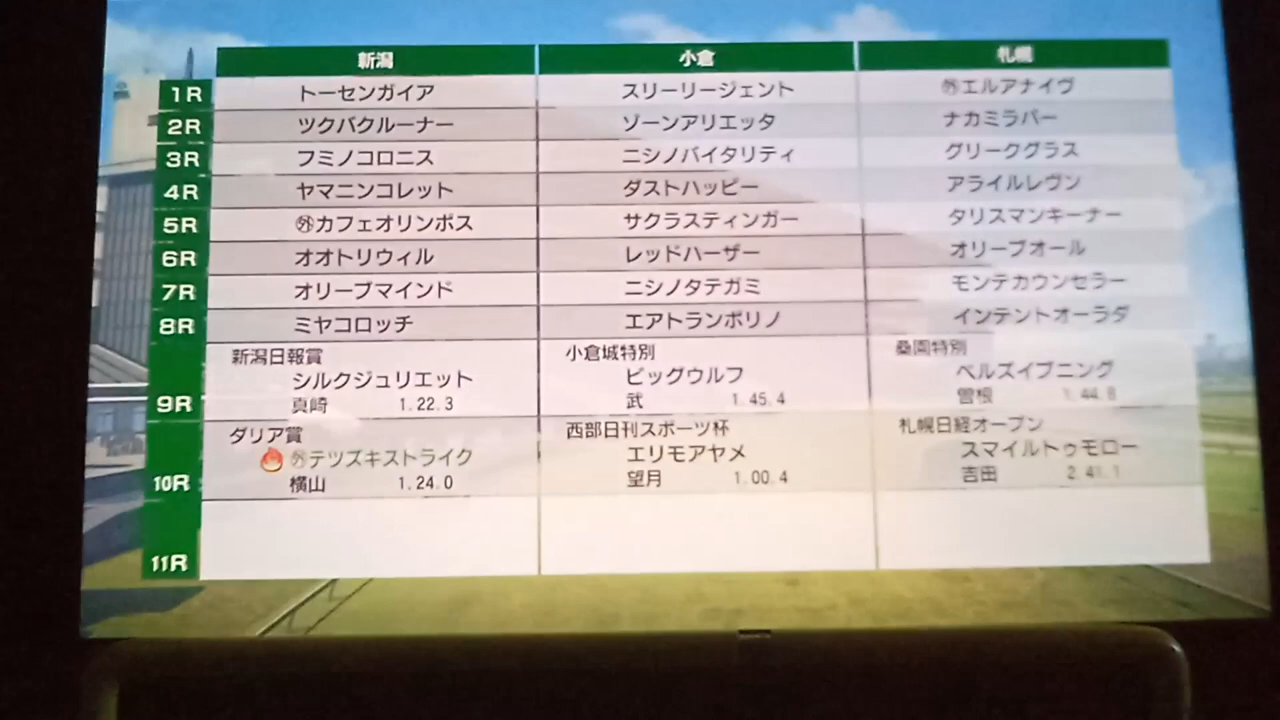 新潟 小倉 札幌
1R トーセンガイア スリーリージェント ㊕エルアナイヴ
2R ツクバクルーナー ゾーンアリエッタ ナカミラバー
3R フミノコロニス ニシノバイタリティ グリークグラス
4R ヤマニンコレット ダストハッピー アライルレヴン
5R ㊕カフェオリンポス サクラスティンガー タリスマンキーナー
6R オオトリウィル レッドハーザー オリーブオール
7R オリーブマインド ニシノタテガミ モンテカウンセラー
8R ミヤコロッチ エアトランポリノ インテントオーラダ
新潟日報賞 小倉城特別 桑園特別
シルクジュリエット ビッグウルフ ベルズイブニング
9R 真崎 1.22.3 武 1.45.4 曽根 1.44.8
ダリア賞 西部日刊スポーツ杯 札幌日経オープン
テツズキストライク エリモアヤメ スマイルトゥモロー
10R 横山 1.24.0 望月 1.00.4 吉田 2.41.1
11R